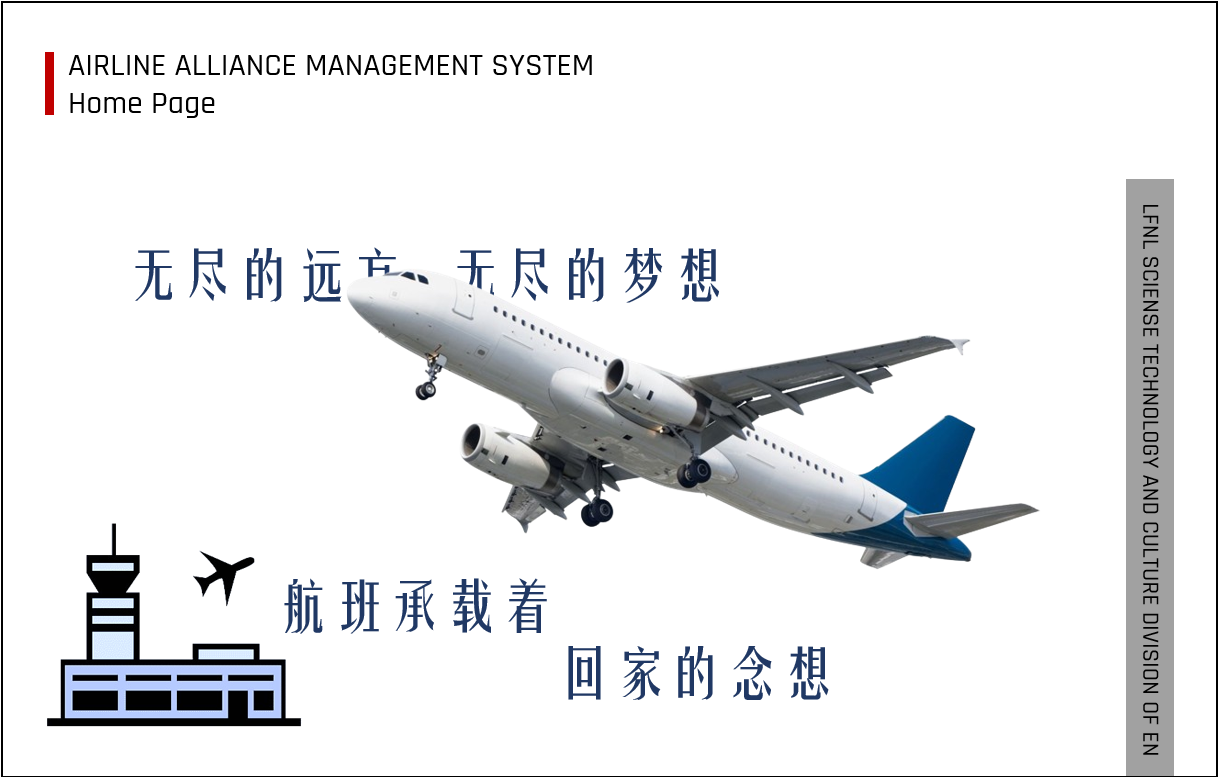 AIRLINE ALLIANCE MANAGEMENT SYSTEM
Home Page
无尽的远方 无尽的梦想
航班承载着
回家的念想
LFNL SCIENSE TECHNOLOGY AND CULTURE DIVISION OF EN